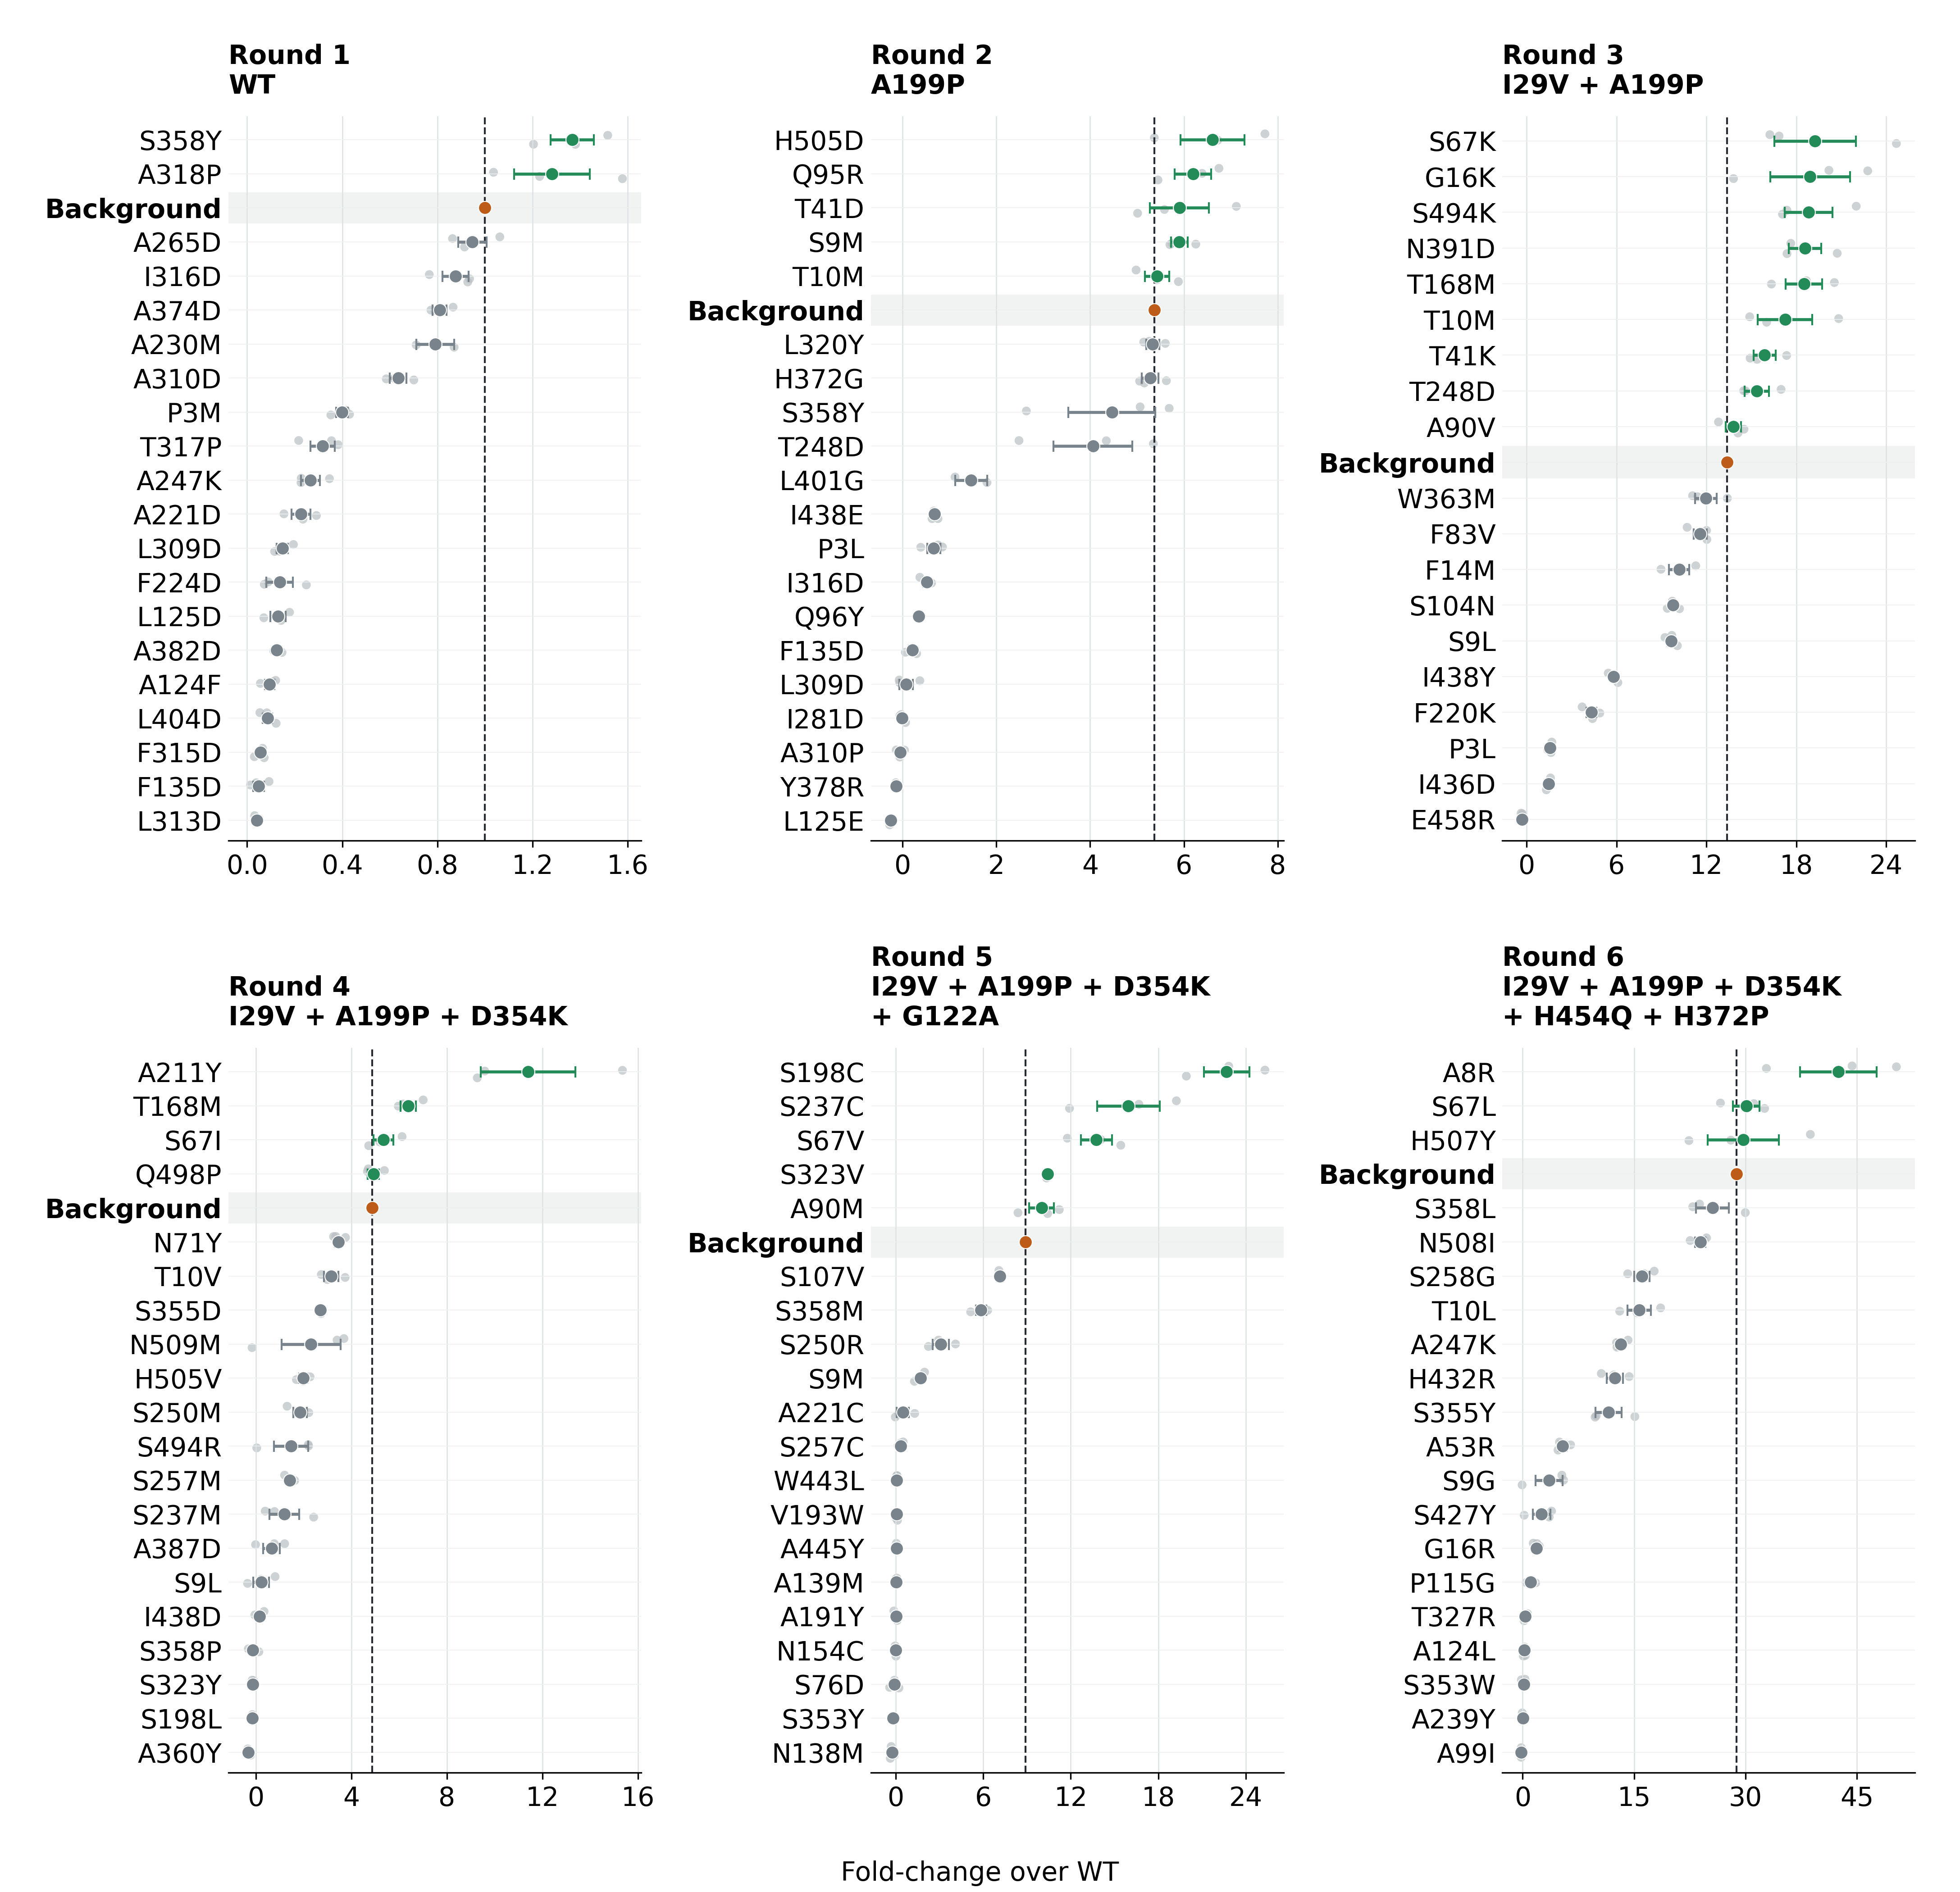 Round 1
WT
S358Y
A318P
Background
A265D
I316D
A374D
A230M
A310D
P3M
T317P
A247K
A221D
L309D
F224D
L125D
A382D
A124F
L404D
F315D
F135D
L313D
0.0 0.4 0.8 1.2 1.6
Round 2
A199P
H505D
Q95R
T41D
S9M
T10M
Background
L320Y
H372G
S358Y
T248D
L401G
I438E
P3L
I316D
Q96Y
F135D
L309D
I281D
A310P
Y378R
L125E
0 2 4 6 8
Round 3
I29V + A199P
S67K
G16K
S494K
N391D
T168M
T10M
T41K
T248D
A90V
Background
W363M
F83V
F14M
S104N
S9L
I438Y
F220K
P3L
I436D
E458R
0 6 12 18 24
Round 4
I29V + A199P + D354K
A211Y
T168M
S67I
Q498P
Background
N71Y
T10V
S355D
N509M
H505V
S250M
S494R
S257M
S237M
A387D
S9L
I438D
S358P
S323Y
S198L
A360Y
0 4 8 12 16
Round 5
I29V + A199P + D354K
+ G122A
S198C
S237C
S67V
S323V
A90M
Background
S107V
S358M
S250R
S9M
A221C
S257C
W443L
V193W
A445Y
A139M
A191Y
N154C
S76D
S353Y
N138M
0 6 12 18 24
Round 6
I29V + A199P + D354K
+ H454Q + H372P
A8R
S67L
H507Y
Background
S358L
N508I
S258G
T10L
A247K
H432R
S355Y
A53R
S9G
S427Y
G16R
P115G
T327R
A124L
S353W
A239Y
A99I
0 15 30 45
Fold-change over WT